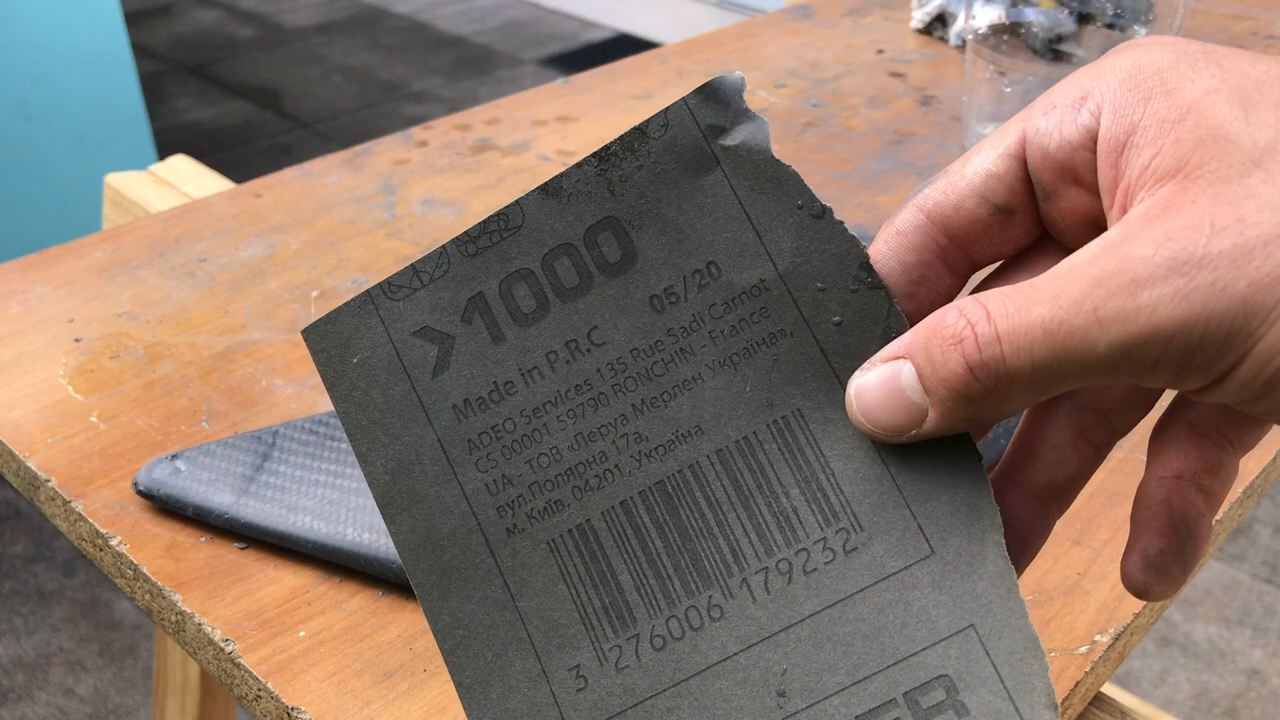 >1000
Made in P.R.C 05/20
ADEO Services 135 Rue Sadi Carnot
CS 00001 59790 RONCHIN - France
UA - ТОВ «Леруа Мерлен Україна»,
вул.Полярна 17а,
м. Київ, 04201, Україна
3 276006 179232